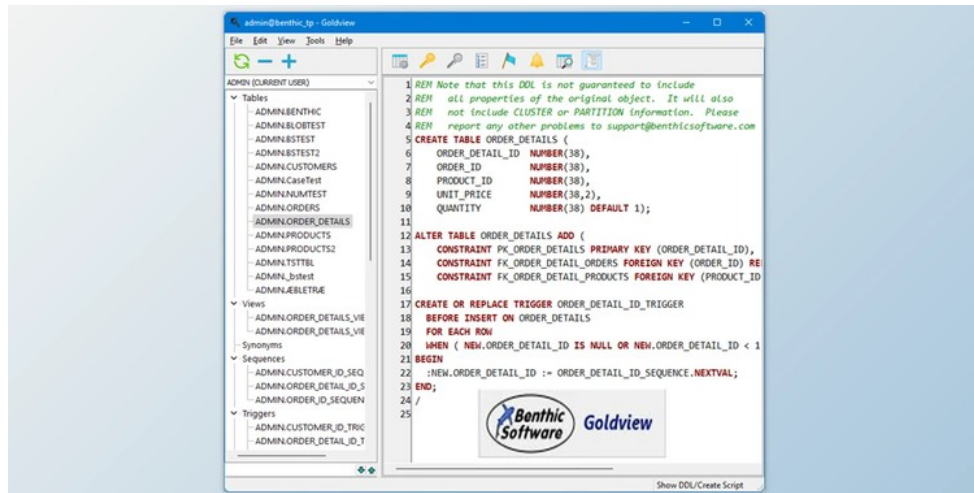 admin@benthic_tp - Goldview
File Edit View Tools Help
ADMIN (CURRENT USER)
Tables
ADMIN.BENTHIC
ADMIN.BLOBTEST
ADMIN.BSTEST
ADMIN.BSTEST2
ADMIN.CUSTOMERS
ADMIN.CaseTest
ADMIN.NUMTEST
ADMIN.ORDERS
ADMIN.ORDER_DETAILS
ADMIN.PRODUCTS
ADMIN.PRODUCTS2
ADMIN.TSTTBL
ADMIN._bstest
ADMIN.ÆBLETRÆ
Views
ADMIN.ORDER_DETAILS_VIE
ADMIN.ORDER_DETAILS_VIE
Synonyms
Sequences
ADMIN.CUSTOMER_ID_SEQ
ADMIN.ORDER_DETAIL_ID_S
ADMIN.ORDER_ID_SEQUEN
Triggers
ADMIN.CUSTOMER_ID_TRIG
ADMIN.ORDER_DETAIL_ID_T
1 REM Note that this DDL is not guaranteed to include
2 REM all properties of the original object. It will also
3 REM not include CLUSTER or PARTITION information. Please
4 REM report any other problems to support@benthicsoftware.com
5 CREATE TABLE ORDER_DETAILS (
6 ORDER_DETAIL_ID NUMBER(38),
7 ORDER_ID NUMBER(38),
8 PRODUCT_ID NUMBER(38),
9 UNIT_PRICE NUMBER(38,2),
10 QUANTITY NUMBER(38) DEFAULT 1);
11
12 ALTER TABLE ORDER_DETAILS ADD (
13 CONSTRAINT PK_ORDER_DETAILS PRIMARY KEY (ORDER_DETAIL_ID),
14 CONSTRAINT FK_ORDER_DETAIL_ORDERS FOREIGN KEY (ORDER_ID) RE
15 CONSTRAINT FK_ORDER_DETAIL_PRODUCTS FOREIGN KEY (PRODUCT_ID
16
17 CREATE OR REPLACE TRIGGER ORDER_DETAIL_ID_TRIGGER
18 BEFORE INSERT ON ORDER_DETAILS
19 FOR EACH ROW
20 WHEN ( NEW.ORDER_DETAIL_ID IS NULL OR NEW.ORDER_DETAIL_ID < 1
21 BEGIN
22 :NEW.ORDER_DETAIL_ID := ORDER_DETAIL_ID_SEQUENCE.NEXTVAL;
23 END;
24 /
25
Benthic
Software
Goldview
Show DDL/Create Script